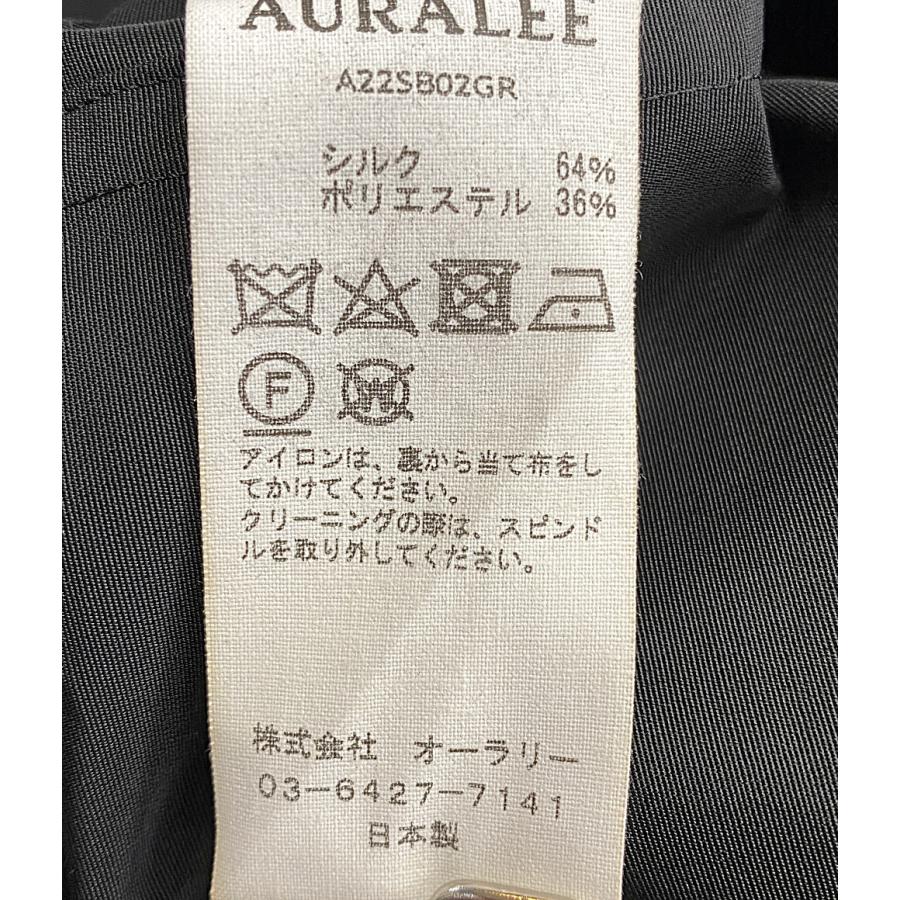 AURALEE
A22SB02GR
シルク 64%
ポリエステル 36%
F
W
アイロンは、裏から当て布をし
てかけてください。
クリーニングの際は、スピンド
ルを取り外してください。
株式会社 オーラリー
03-6427-7141
日本製